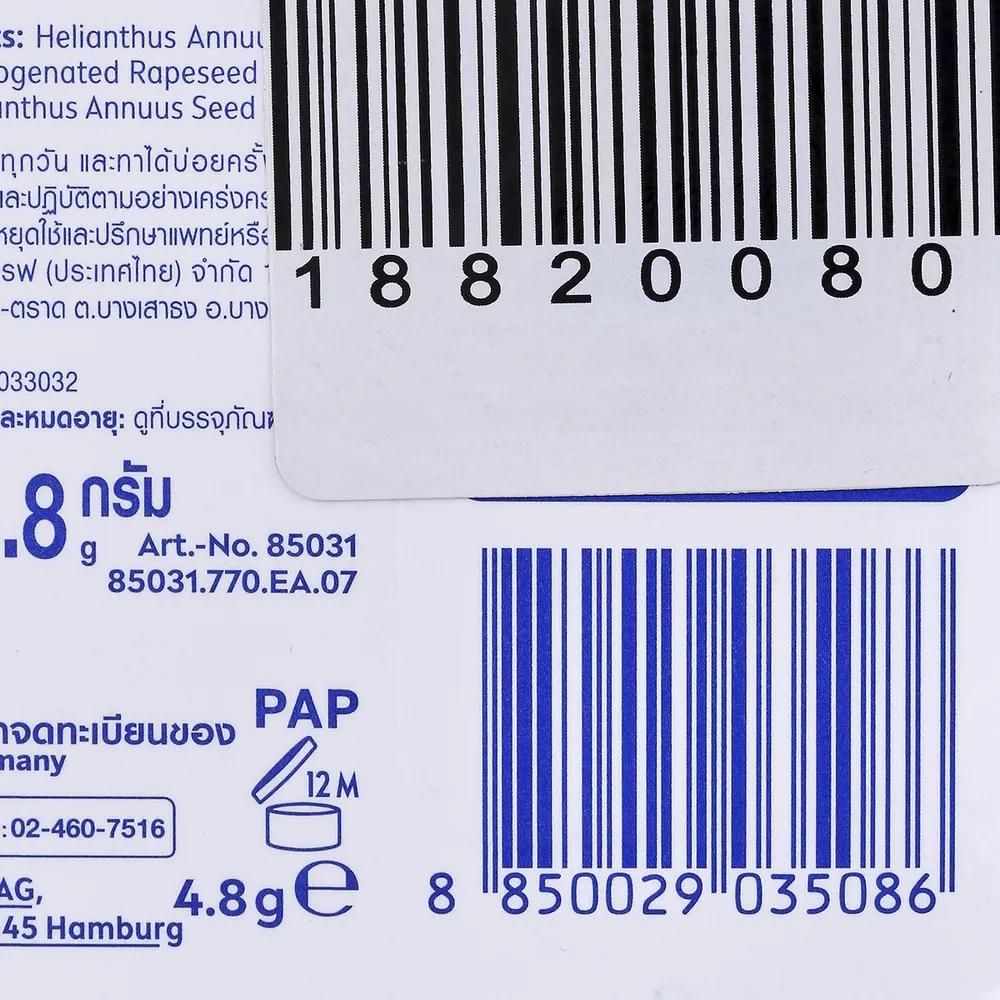 ts: Helianthus Annuu
ogenated Rapeseed
anthus Annuus Seed
ทุกวัน และทาได้บ่อยครั้
และปฏิบัติตามอย่างเคร่งคร
หยุดใช้และปรึกษาแพทย์หรือ
รฟ (ประเทศไทย) จำกัด
-ตราด ต.บางเสาธง อ.บาง
033032
ละหมดอายุ: ดูที่บรรจุภัณฑ
18820080
.8 กรัม
g
Art.-No. 85031
85031.770.EA.07
PAP
าจดทะเบียนของ
many
12 M
: 02-460-7516
AG,
45 Hamburg
4.8 g e
8 850029 035086